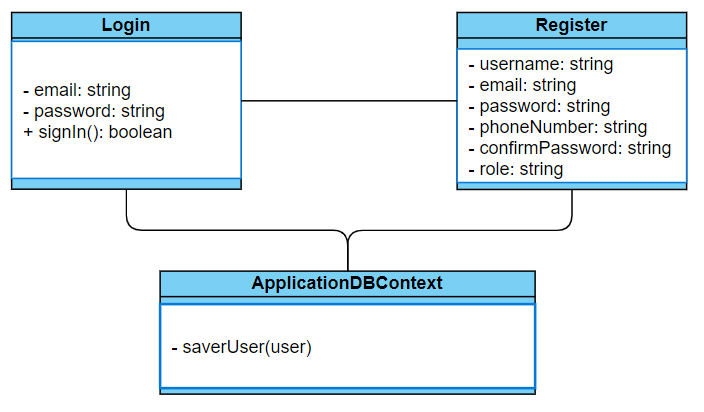 Login
- email: string
- password: string
+ signIn(): boolean
Register
- username: string
- email: string
- password: string
- phoneNumber: string
- confirmPassword: string
- role: string
ApplicationDBContext
- saverUser(user)